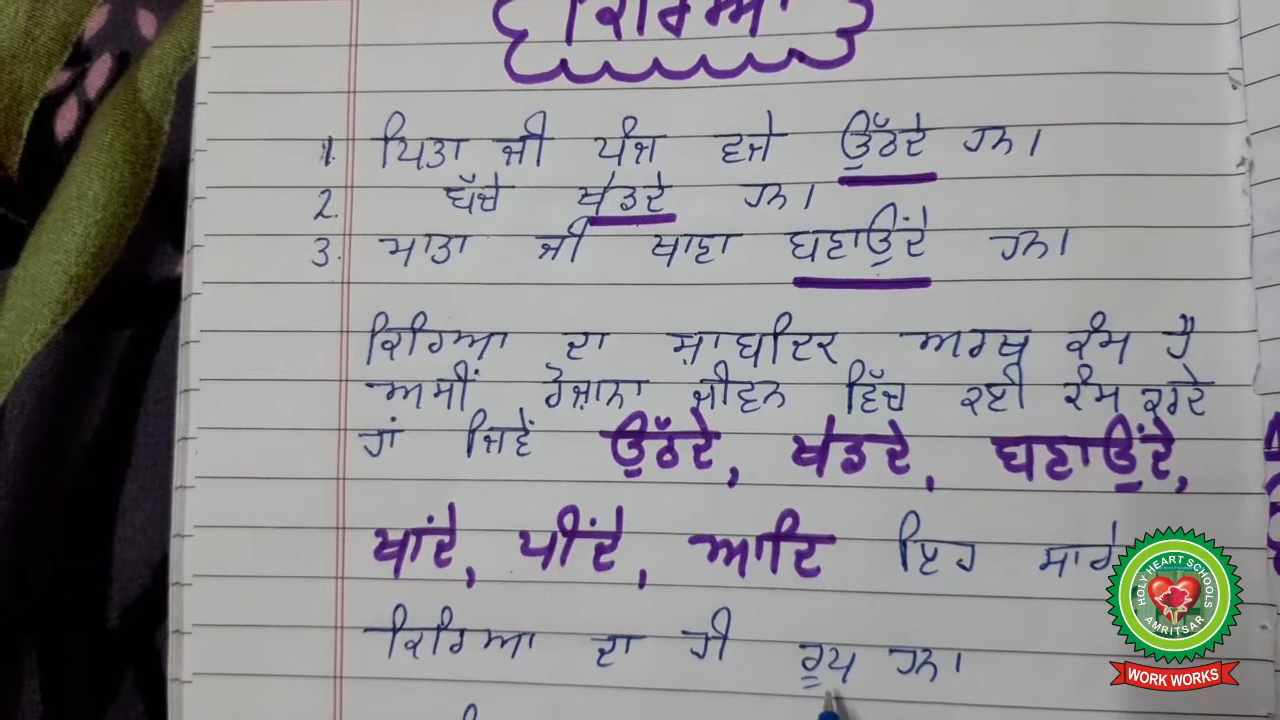 ਕਿਰਿਆ
1. ਪਿਤਾ ਜੀ ਪੰਜ ਵਜੇ ਉੱਠਦੇ ਹਨ।
2. ਬੱਚੇ ਖੇਡਦੇ ਹਨ।
3. ਮਾਤਾ ਜੀ ਖਾਣਾ ਬਣਾਉਂਦੇ ਹਨ।
ਕਿਰਿਆ ਦਾ ਸ਼ਾਬਦਿਕ ਅਰਥ ਕੰਮ ਹੈ
ਅਸੀਂ ਰੋਜ਼ਾਨਾ ਜੀਵਨ ਵਿੱਚ ਕਈ ਕੰਮ ਕਰਦੇ
ਹਾਂ ਜਿਵੇਂ ਉੱਠਦੇ, ਖੇਡਦੇ, ਬਣਾਉਂਦੇ,
ਖਾਂਦੇ, ਪੀਂਦੇ, ਆਦਿ ਇਹ ਸਾਰੇ
ਕਿਰਿਆ ਦਾ ਹੀ ਰੂਪ ਹਨ।
HOLY HEART SCHOOLS
AMRITSAR
WORK WORKS